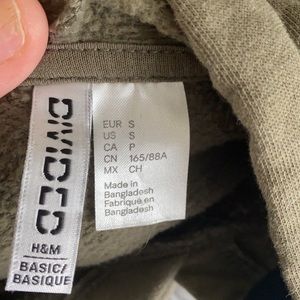 DIVIDED
H&M
BASIC/
BASIQUE
EUR S
US S
CA P
CN 165/88A
MX CH
Made in
Bangladesh
Fabriqué en
Bangladesh